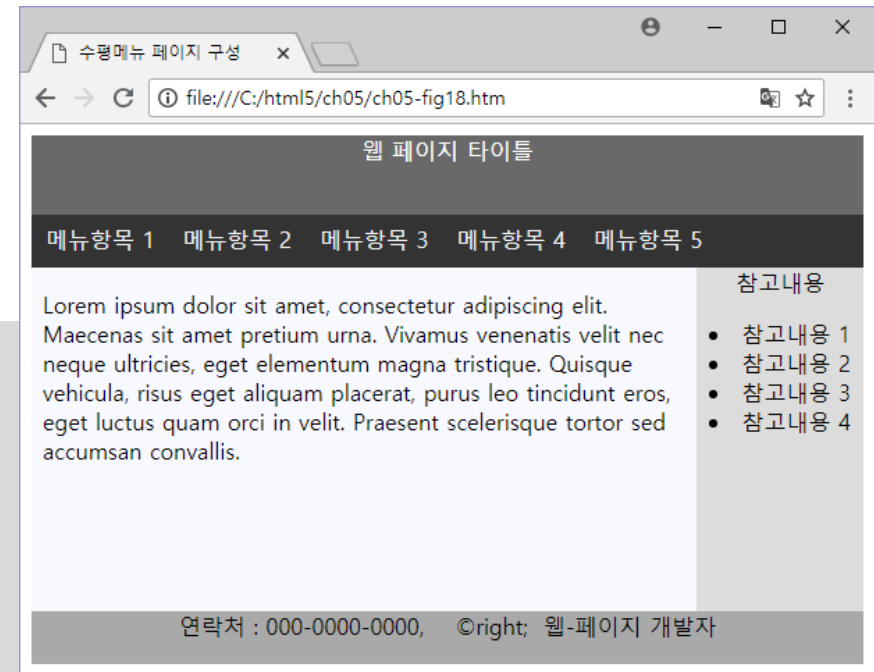 수평메뉴 페이지 구성
file:///C:/html5/ch05/ch05-fig18.htm
웹 페이지 타이틀
메뉴항목 1 메뉴항목 2 메뉴항목 3 메뉴항목 4 메뉴항목 5
Lorem ipsum dolor sit amet, consectetur adipiscing elit.
Maecenas sit amet pretium urna. Vivamus venenatis velit nec
neque ultricies, eget elementum magna tristique. Quisque
vehicula, risus eget aliquam placerat, purus leo tincidunt eros,
eget luctus quam orci in velit. Praesent scelerisque tortor sed
accumsan convallis.
참고내용
• 참고내용 1
• 참고내용 2
• 참고내용 3
• 참고내용 4
연락처 : 000-0000-0000, ©right; 웹-페이지 개발자